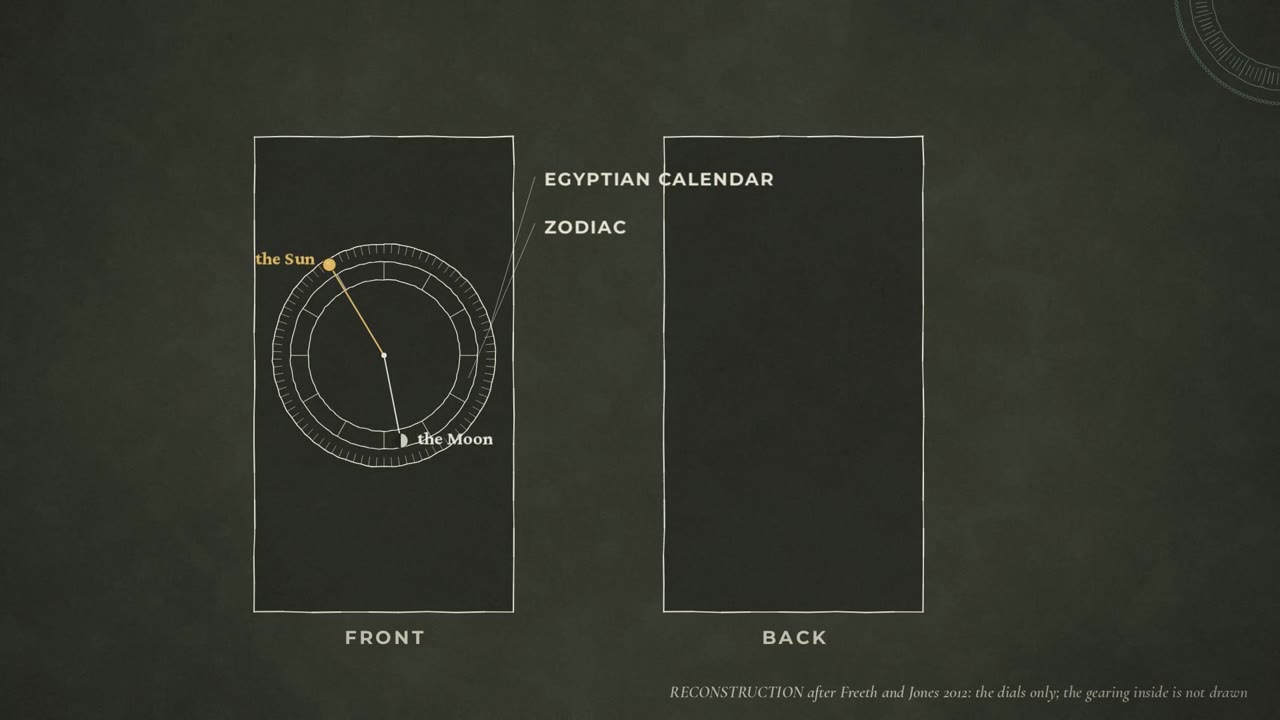 EGYPTIAN CALENDAR
ZODIAC
the Sun
the Moon
FRONT
BACK
RECONSTRUCTION after Freeth and Jones 2012: the dials only; the gearing inside is not drawn